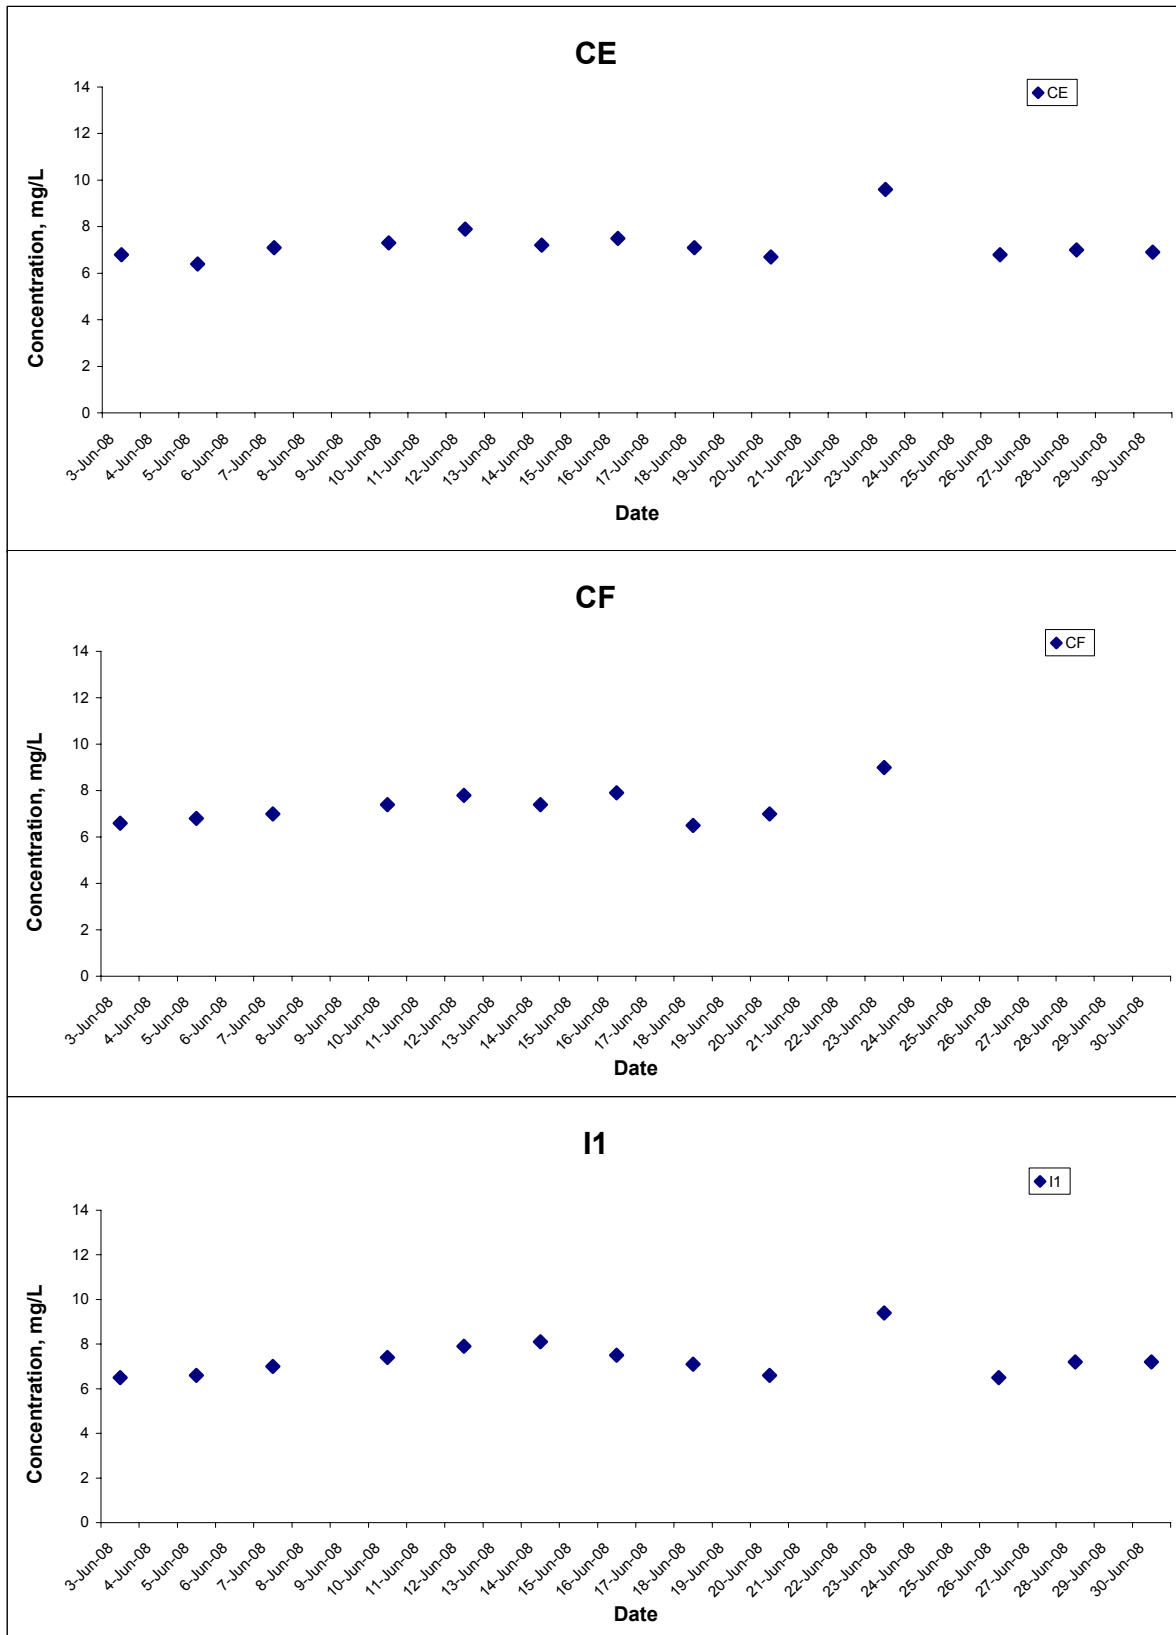 CE
CE
14
12
10
8
6
4
2
0
Concentration, mg/L
3-Jun-08 4-Jun-08 5-Jun-08 6-Jun-08 7-Jun-08 8-Jun-08 9-Jun-08 10-Jun-08 11-Jun-08 12-Jun-08 13-Jun-08 14-Jun-08 15-Jun-08 16-Jun-08 17-Jun-08 18-Jun-08 19-Jun-08 20-Jun-08 21-Jun-08 22-Jun-08 23-Jun-08 24-Jun-08 25-Jun-08 26-Jun-08 27-Jun-08 28-Jun-08 29-Jun-08 30-Jun-08
Date
CF
CF
14
12
10
8
6
4
2
0
Concentration, mg/L
3-Jun-08 4-Jun-08 5-Jun-08 6-Jun-08 7-Jun-08 8-Jun-08 9-Jun-08 10-Jun-08 11-Jun-08 12-Jun-08 13-Jun-08 14-Jun-08 15-Jun-08 16-Jun-08 17-Jun-08 18-Jun-08 19-Jun-08 20-Jun-08 21-Jun-08 22-Jun-08 23-Jun-08 24-Jun-08 25-Jun-08 26-Jun-08 27-Jun-08 28-Jun-08 29-Jun-08 30-Jun-08
Date
I1
I1
14
12
10
8
6
4
2
0
Concentration, mg/L
3-Jun-08 4-Jun-08 5-Jun-08 6-Jun-08 7-Jun-08 8-Jun-08 9-Jun-08 10-Jun-08 11-Jun-08 12-Jun-08 13-Jun-08 14-Jun-08 15-Jun-08 16-Jun-08 17-Jun-08 18-Jun-08 19-Jun-08 20-Jun-08 21-Jun-08 22-Jun-08 23-Jun-08 24-Jun-08 25-Jun-08 26-Jun-08 27-Jun-08 28-Jun-08 29-Jun-08 30-Jun-08
Date